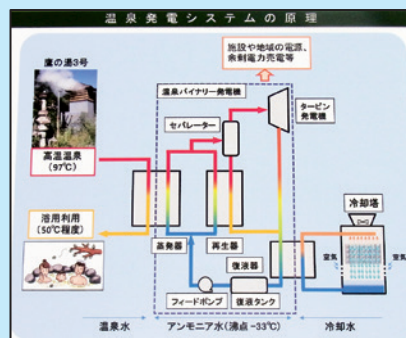 温泉発電システムの原理
鷹の湯3号
高温温泉
(97℃)
浴用利用
(50℃程度)
施設や地域の電源、
余剰電力売電等
温泉バイナリー発電機
セパレーター
タービン
発電機
冷却塔
空気
空気
蒸発器
再生器
復液器
フィードポンプ
復液タンク
温泉水
アンモニア水(沸点-33℃)
冷却水